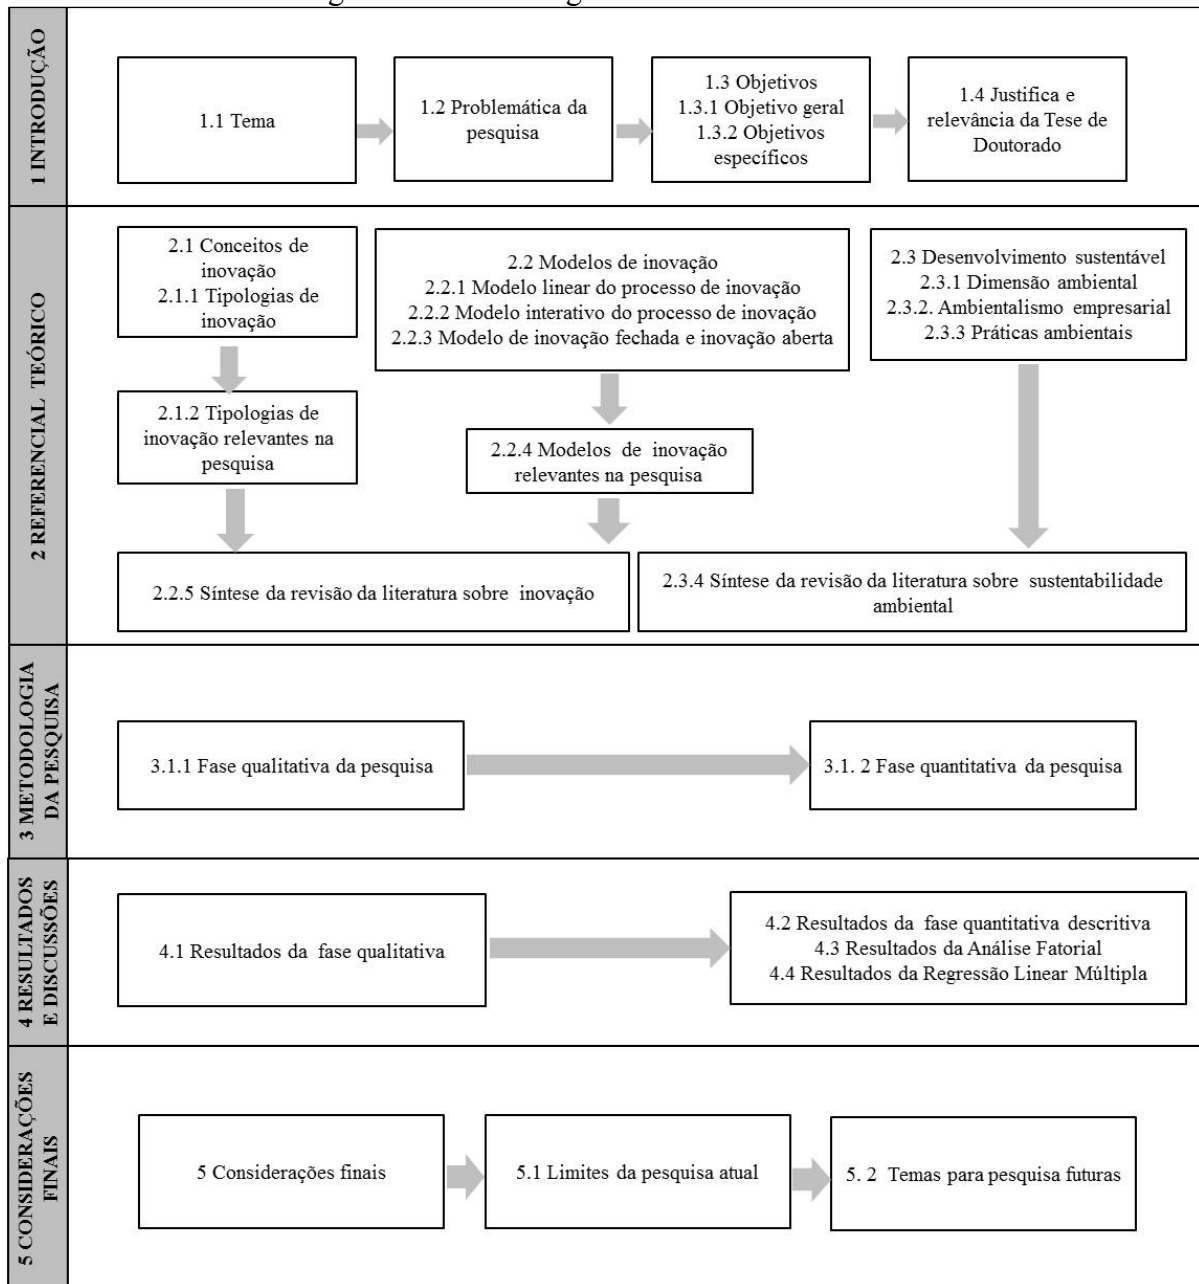 1 INTRODUÇÃO
1.1 Tema
1.2 Problemática da
pesquisa
1.3 Objetivos
1.3.1 Objetivo geral
1.3.2 Objetivos
específicos
1.4 Justifica e
relevância da Tese de
Doutorado
2 REFERENCIAL TEÓRICO
2.1 Conceitos de
inovação
2.1.1 Tipologias de
inovação
2.2 Modelos de inovação
2.2.1 Modelo linear do processo de inovação
2.2.2 Modelo interativo do processo de inovação
2.2.3 Modelo de inovação fechada e inovação aberta
2.3 Desenvolvimento sustentável
2.3.1 Dimensão ambiental
2.3.2. Ambientalismo empresarial
2.3.3 Práticas ambientais
2.1.2 Tipologias de
inovação relevantes na
pesquisa
2.2.4 Modelos de inovação
relevantes na pesquisa
2.2.5 Síntese da revisão da literatura sobre inovação
2.3.4 Síntese da revisão da literatura sobre sustentabilidade
ambiental
3 METODOLOGIA
DA PESQUISA
3.1.1 Fase qualitativa da pesquisa
3.1. 2 Fase quantitativa da pesquisa
4 RESULTADOS
E DISCUSSÕES
4.1 Resultados da fase qualitativa
4.2 Resultados da fase quantitativa descritiva
4.3 Resultados da Análise Fatorial
4.4 Resultados da Regressão Linear Múltipla
5 CONSIDERAÇÕES
FINAIS
5 Considerações finais
5.1 Limites da pesquisa atual
5. 2 Temas para pesquisa futuras